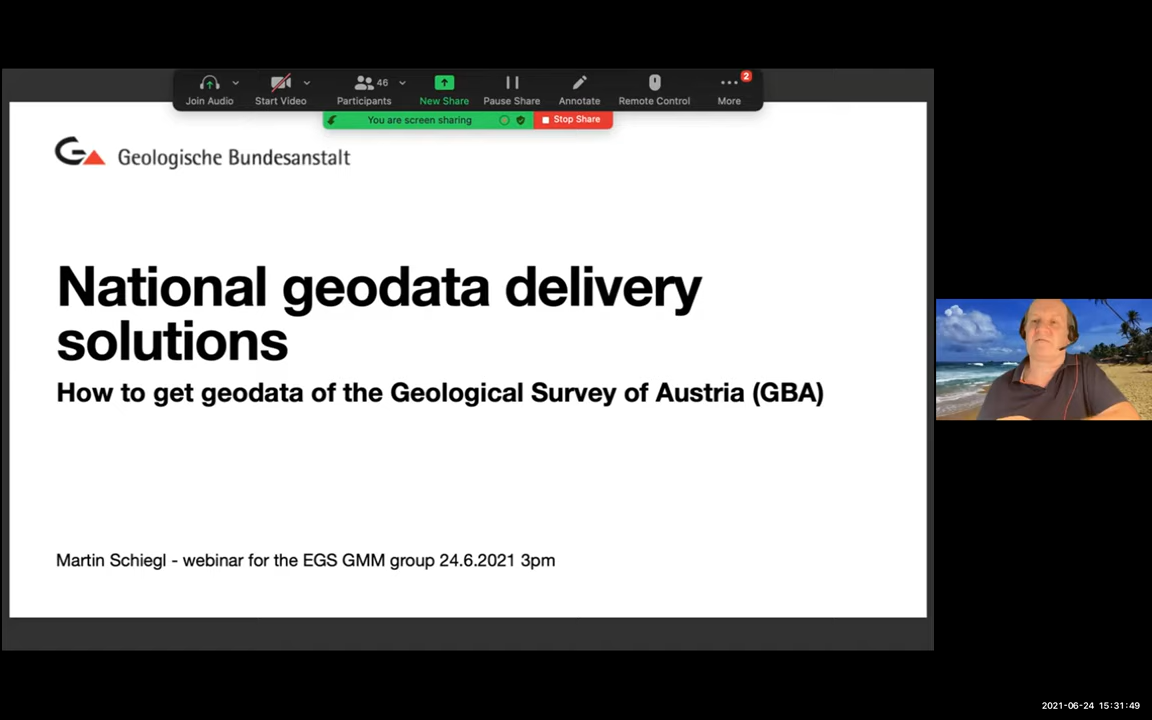 46
2
Join Audio
Start Video
Participants
New Share
Pause Share
Annotate
Remote Control
More
You are screen sharing
Stop Share
Geologische Bundesanstalt
National geodata delivery
solutions
How to get geodata of the Geological Survey of Austria (GBA)
Martin Schiegl - webinar for the EGS GMM group 24.6.2021 3pm
2021-06-24 15:31:49